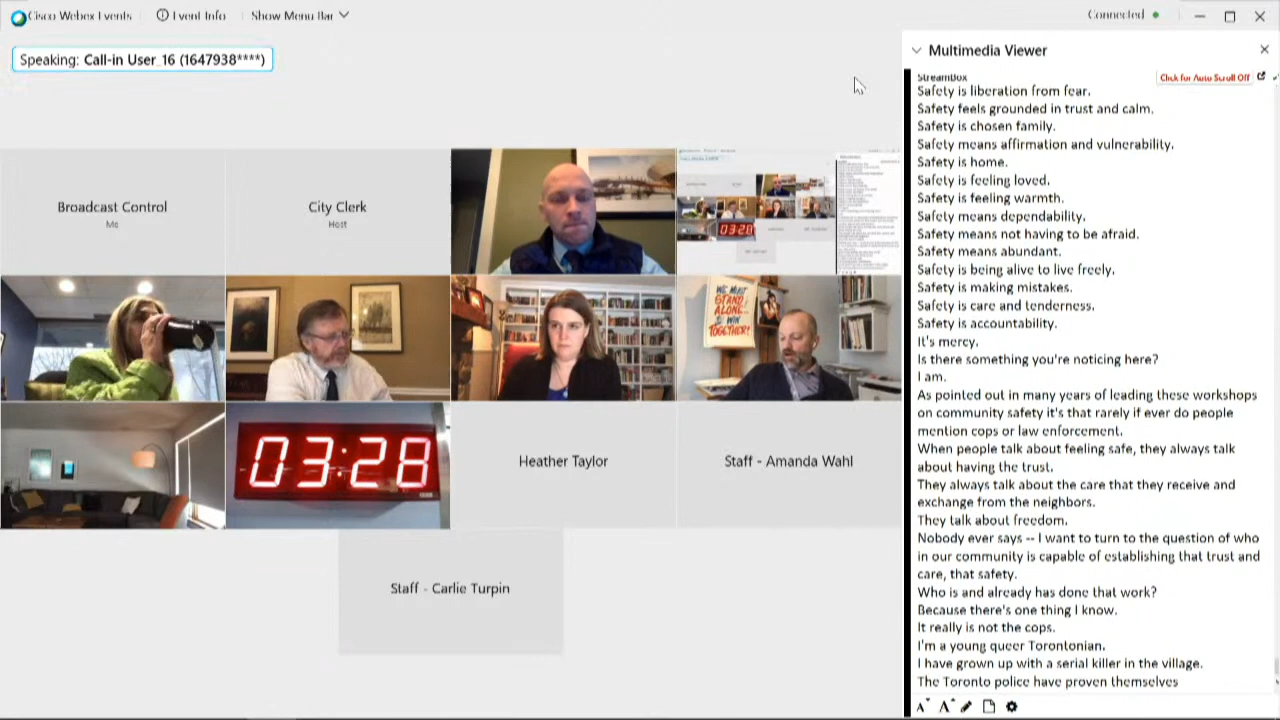 Cisco Webex Events
Event Info
Show Menu Bar
Connected
Speaking: Call-in User_16 (1647938****)
Broadcast Com
Me
City Clerk
Host
WE MUST
STAND
ALONE...
WIN
TOGETHER!
03:28
03:28
Heather Taylor
Staff - Amanda Wahl
Staff - Carlie Turpin
Multimedia Viewer
StreamBox
Click for Auto Scroll Off
Safety is liberation from fear.
Safety feels grounded in trust and calm.
Safety is chosen family.
Safety means affirmation and vulnerability.
Safety is home.
Safety is feeling loved.
Safety is feeling warmth.
Safety means dependability.
Safety means not having to be afraid.
Safety means abundant.
Safety is being alive to live freely.
Safety is making mistakes.
Safety is care and tenderness.
Safety is accountability.
It's mercy.
Is there something you're noticing here?
I am.
As pointed out in many years of leading these workshops
on community safety it's that rarely if ever do people
mention cops or law enforcement.
When people talk about feeling safe, they always talk
about having the trust.
They always talk about the care that they receive and
exchange from the neighbors.
They talk about freedom.
Nobody ever says -- I want to turn to the question of who
in our community is capable of establishing that trust and
care, that safety.
Who is and already has done that work?
Because there's one thing I know.
It really is not the cops.
I'm a young queer Torontonian.
I have grown up with a serial killer in the village.
The Toronto police have proven themselves